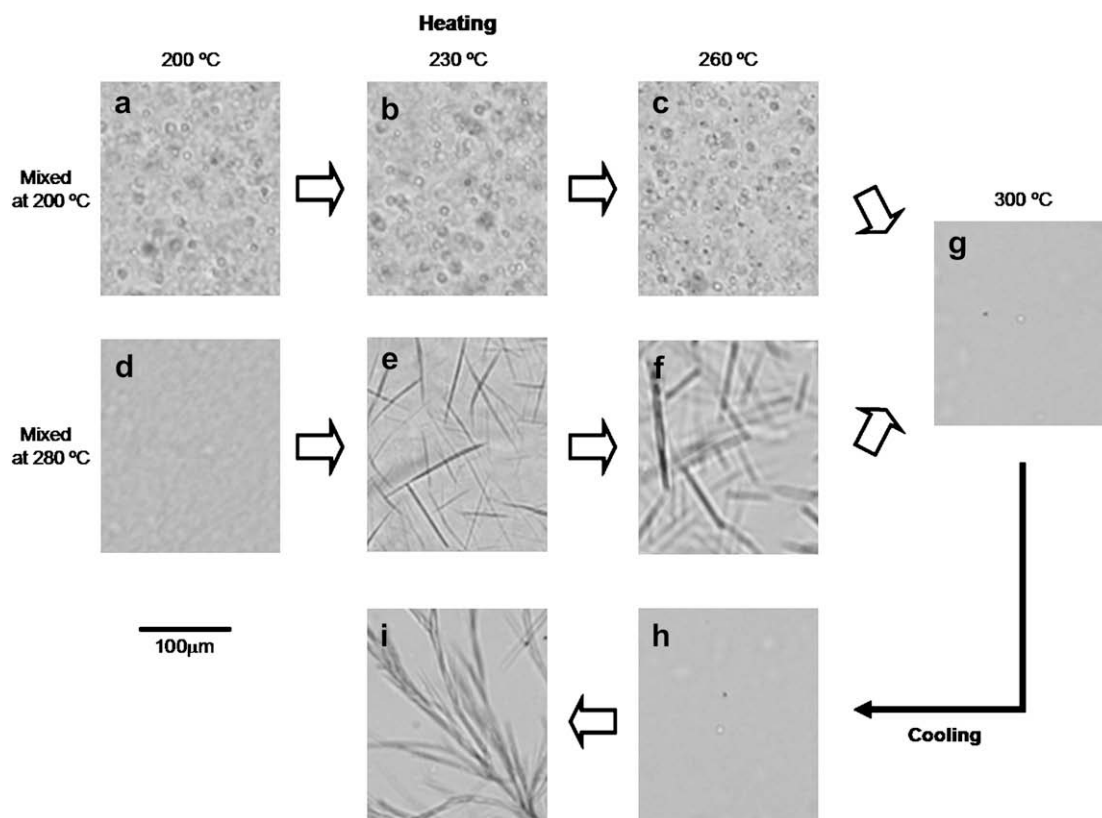 Heating
200 ºC
230 ºC
260 ºC
a
b
c
Mixed
at 200 ºC
300 ºC
g
d
e
f
Mixed
at 280 ºC
i
h
100μm
Cooling